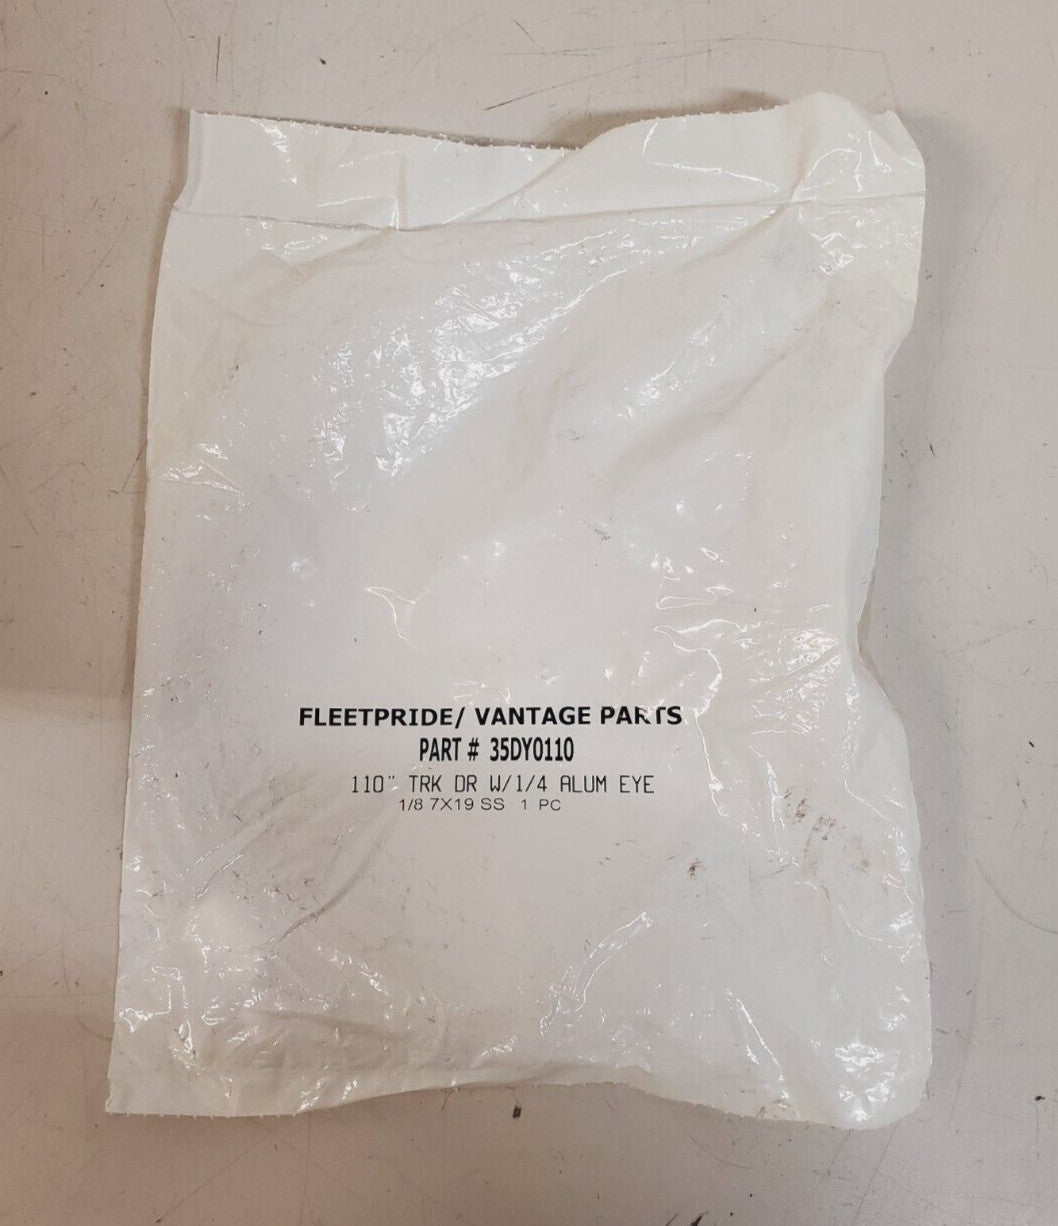 FLEETPRIDE/ VANTAGE PARTS
PART # 35DY0110
110" TRK DR W/1/4 ALUM EYE
1/8 7X19 SS 1 PC